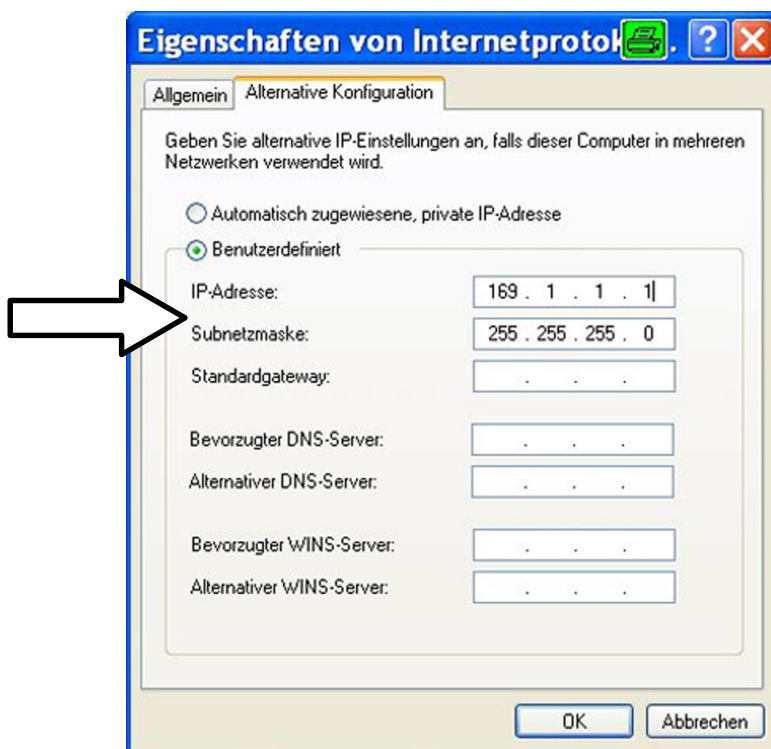 Eigenschaften von Internetprotok . ?
Allgemein
Alternative Konfiguration
Geben Sie alternative IP-Einstellungen an, falls dieser Computer in mehreren
Netzwerken verwendet wird.
Automatisch zugewiesene, private IP-Adresse
Benutzerdefiniert
IP-Adresse: 169 . 1 . 1 . 1
Subnetzmaske: 255 . 255 . 255 . 0
Standardgateway: . . .
Bevorzugter DNS-Server: . . .
Alternativer DNS-Server: . . .
Bevorzugter WINS-Server: . . .
Alternativer WINS-Server: . . .
OK Abbrechen